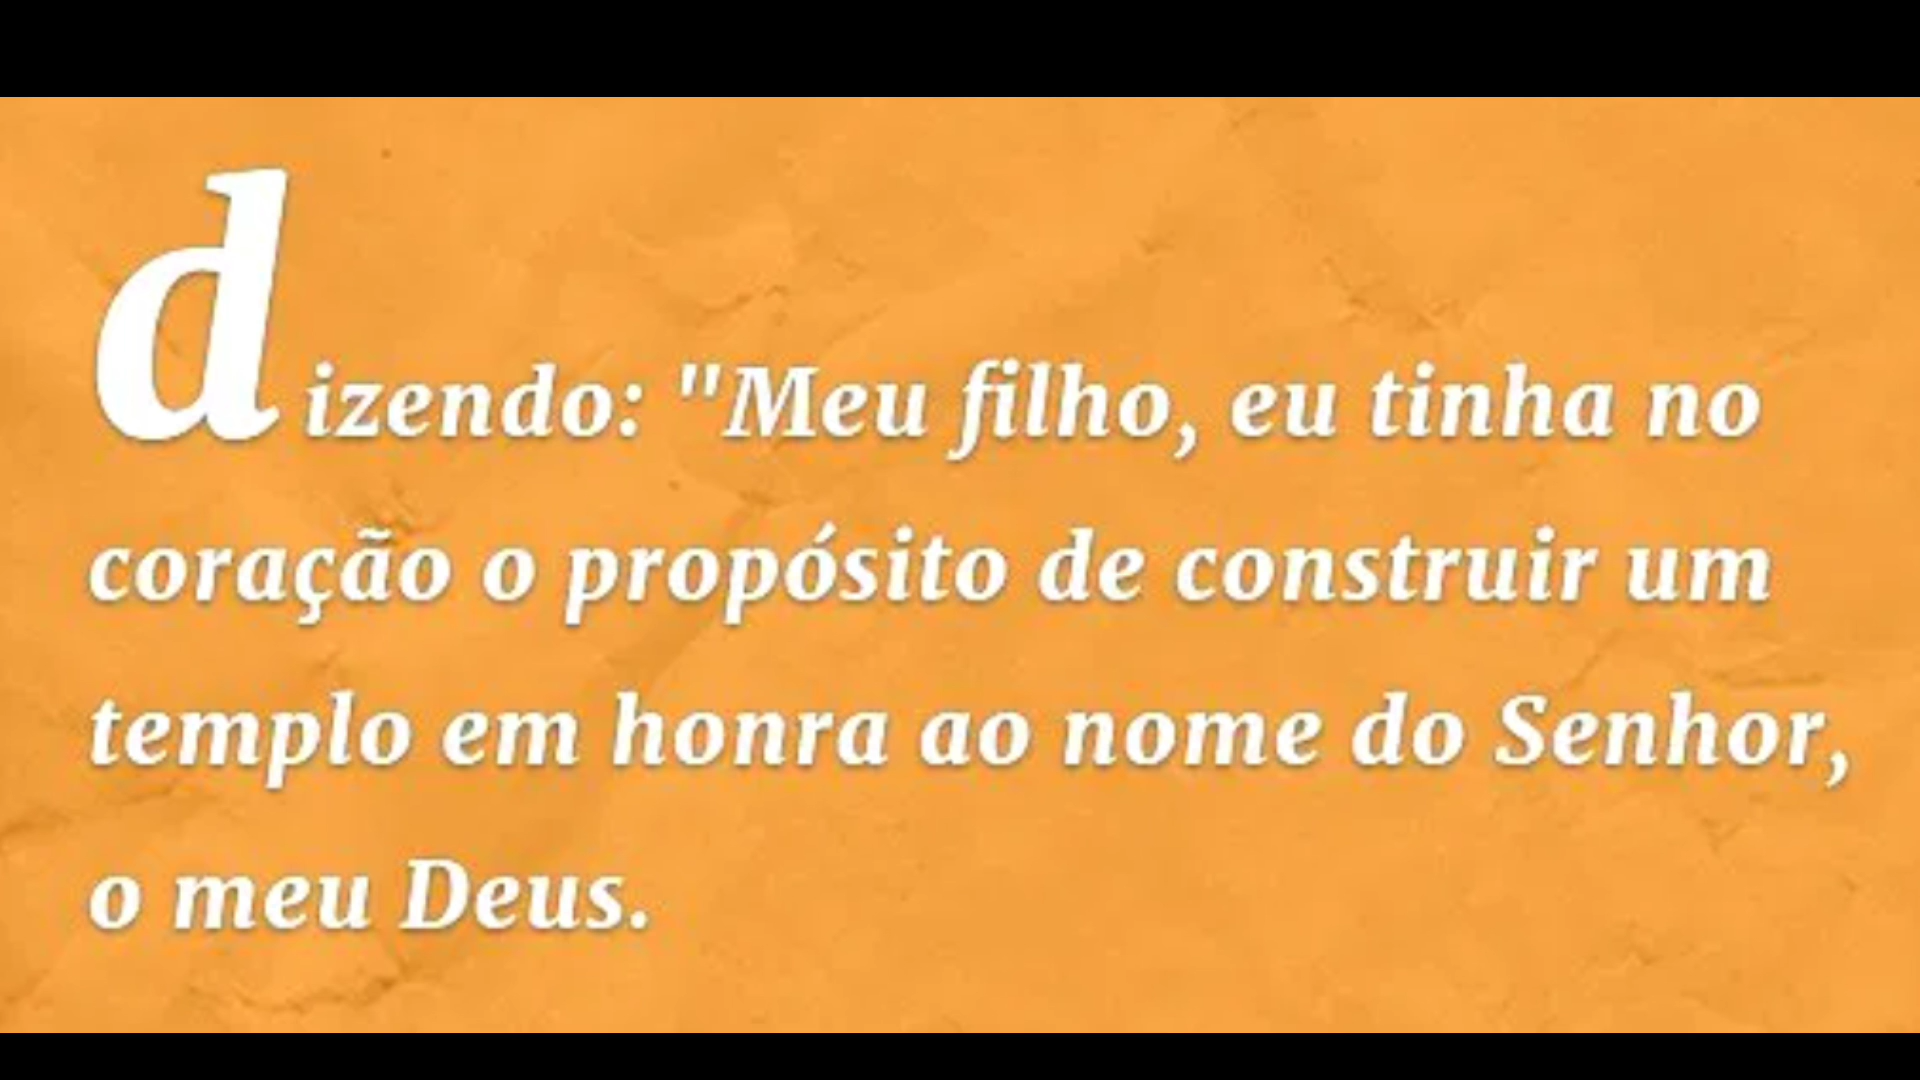 dizendo: "Meu filho, eu tinha no
coração o propósito de construir um
templo em honra ao nome do Senhor,
o meu Deus.